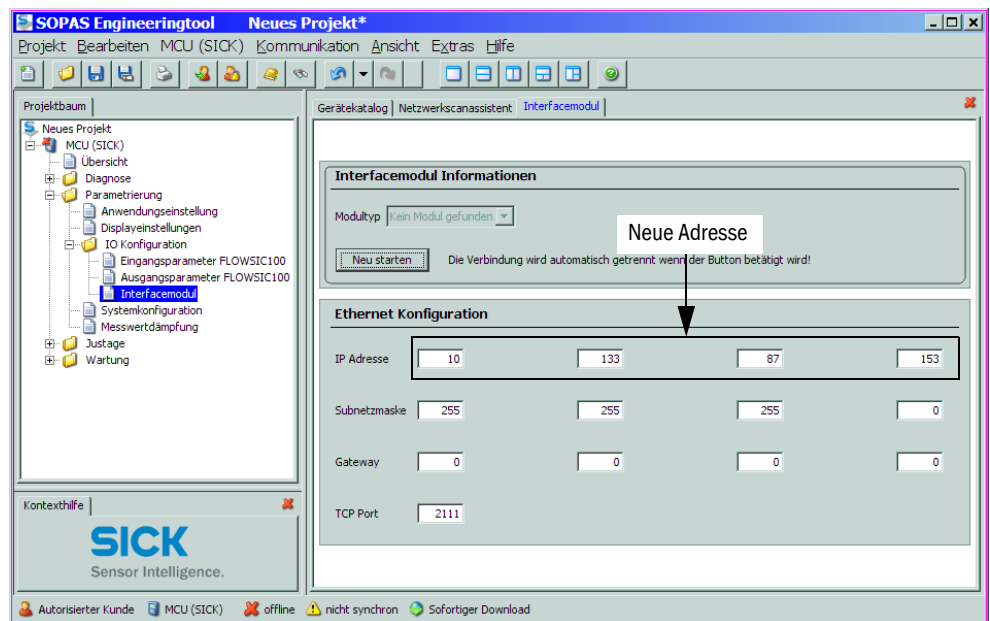 SOPAS Engineeringtool Neues Projekt*
Projekt Bearbeiten MCU (SICK) Kommunikation Ansicht Extras Hilfe
Projektbaum
Neues Projekt
MCU (SICK)
Übersicht
Diagnose
Parametrierung
Anwendungseinstellung
Displayeinstellungen
IO Konfiguration
Eingangsparameter FLOWSIC100
Ausgangsparameter FLOWSIC100
Interfacemodul
Systemkonfiguration
Messwertdämpfung
Justage
Wartung
Kontexthilfe
SICK
Sensor Intelligence.
Gerätekatalog Netzwerkscanassistent Interfacemodul
Interfacemodul Informationen
Modultyp Kein Modul gefunden
Neue Adresse
Neu starten Die Verbindung wird automatisch getrennt wenn der Button betätigt wird!
Ethernet Konfiguration
IP Adresse 10 133 87 153
Subnetzmaske 255 255 255 0
Gateway 0 0 0 0
TCP Port 2111
Autorisierter Kunde MCU (SICK) offline nicht synchron Sofortiger Download